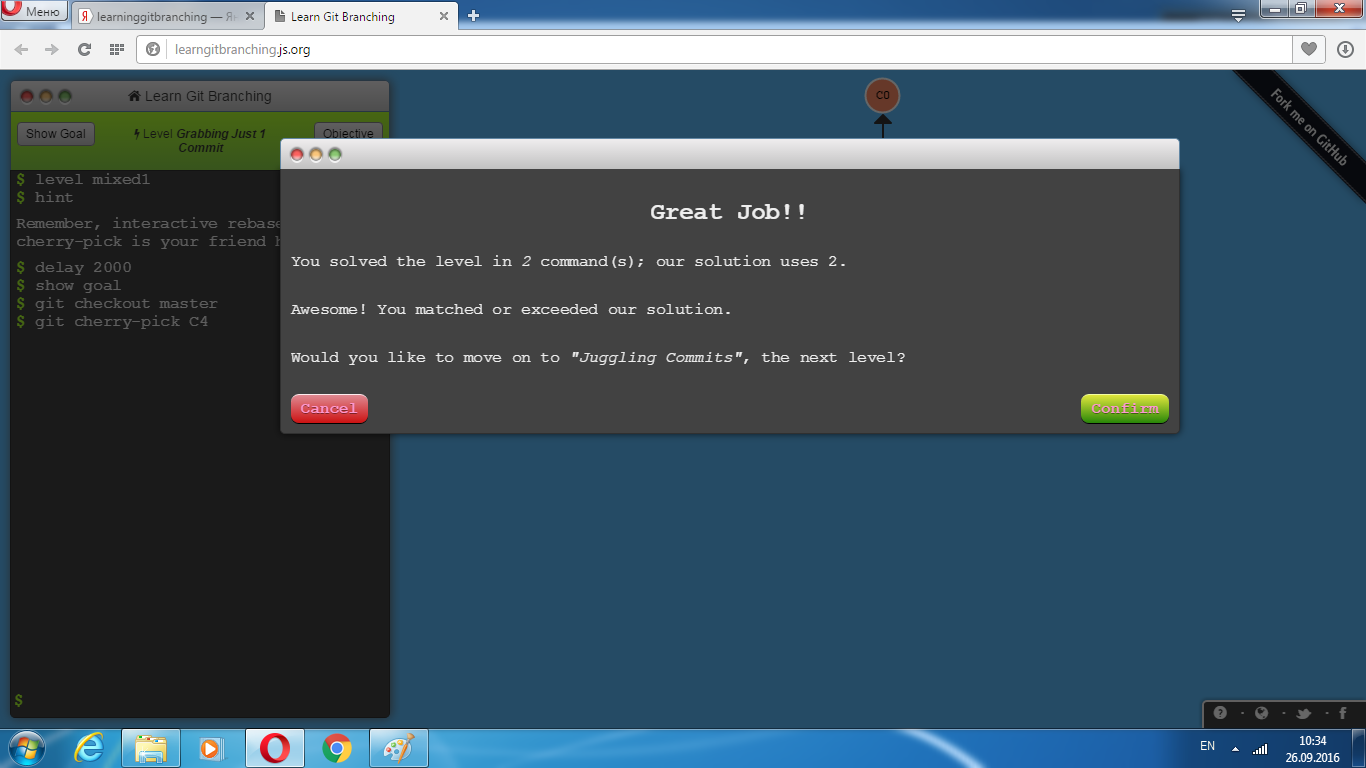 Меню
learninggitbranching — Ян
Learn Git Branching
learngitbranching.js.org
Learn Git Branching
Show Goal
Level Grabbing Just 1
Commit
Objective
$ level mixed1
$ hint
Remember, interactive rebase
cherry-pick is your friend h
$ delay 2000
$ show goal
$ git checkout master
$ git cherry-pick C4
$
C0
Fork me on GitHub
Great Job!!
You solved the level in 2 command(s); our solution uses 2.
Awesome! You matched or exceeded our solution.
Would you like to move on to "Juggling Commits", the next level?
Cancel
Confirm
EN
10:34
26.09.2016